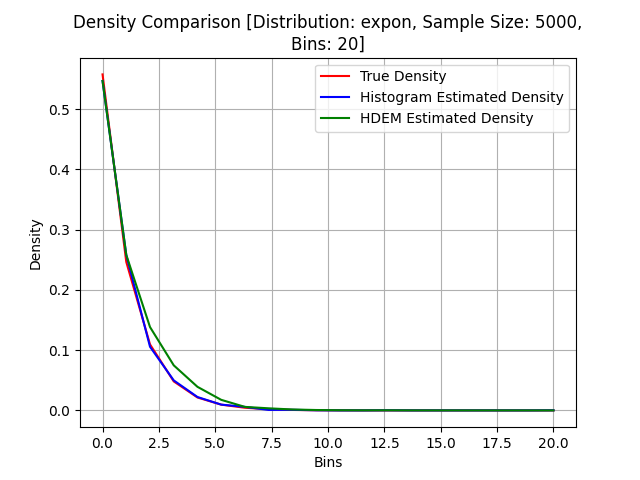 Density Comparison [Distribution: expon, Sample Size: 5000,
Bins: 20]
True Density
Histogram Estimated Density
HDEM Estimated Density
Density
0.5
0.4
0.3
0.2
0.1
0.0
0.0 2.5 5.0 7.5 10.0 12.5 15.0 17.5 20.0
Bins